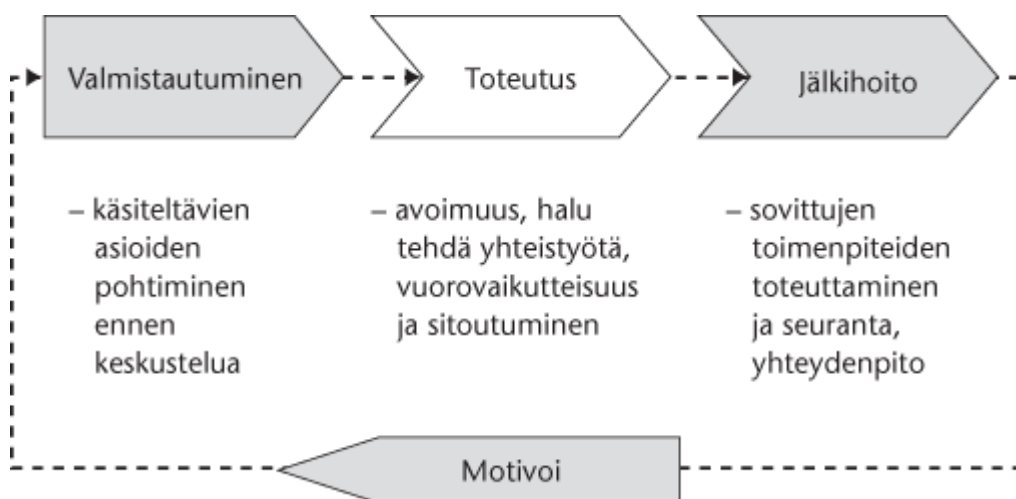 Valmistautuminen
Toteutus
Jälkihoito
– käsiteltävien
asioiden
pohtiminen
ennen
keskustelua
– avoimuus, halu
tehdä yhteistyötä,
vuorovaikutteisuus
ja sitoutuminen
– sovittujen
toimenpiteiden
toteuttaminen
ja seuranta,
yhteydenpito
Motivoi